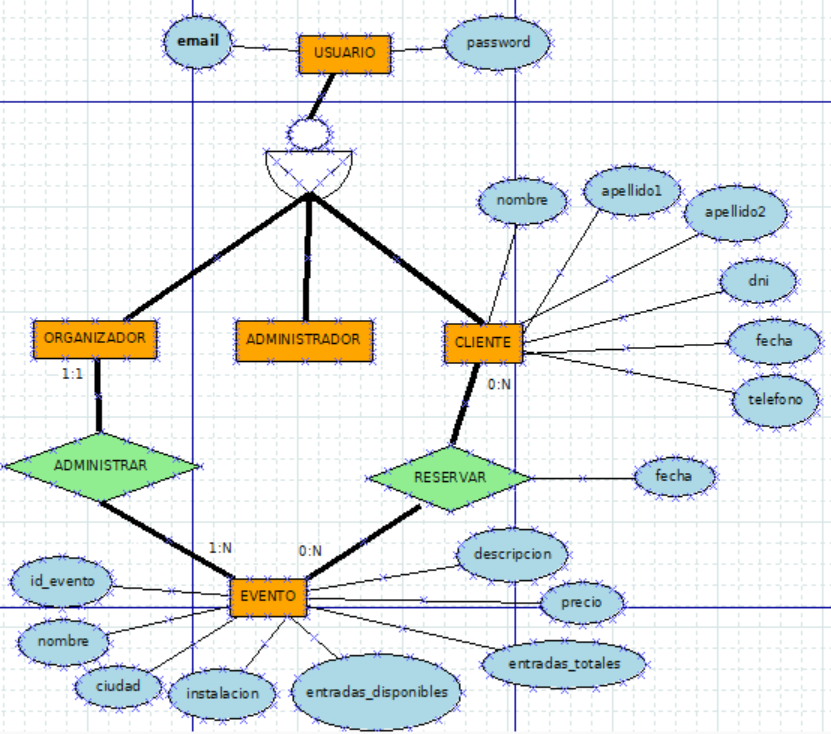 email
USUARIO
password
nombre
apellido1
apellido2
dni
fecha
telefono
ORGANIZADOR
ADMINISTRADOR
CLIENTE
1:1
0:N
ADMINISTRAR
RESERVAR
fecha
1:N
0:N
descripcion
id_evento
EVENTO
precio
nombre
ciudad
instalacion
entradas_disponibles
entradas_totales